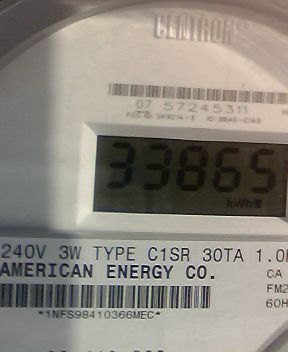 CENTRON
07 57245311
33865
kWh
240V 3W TYPE C1SR 30TA 1.0
AMERICAN ENERGY CO.
CA
*1NFS98410366MEC*
FM2
60H